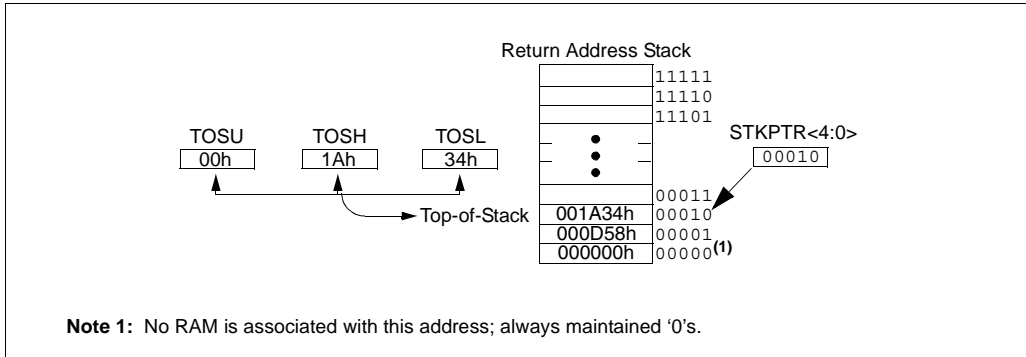 Return Address Stack
11111
11110
11101
TOSU TOSH TOSL STKPTR<4:0>
00h 1Ah 34h 00010
00011
Top-of-Stack 001A34h 00010
000D58h 00001
000000h 00000(1)
Note 1: No RAM is associated with this address; always maintained ‘0’s.